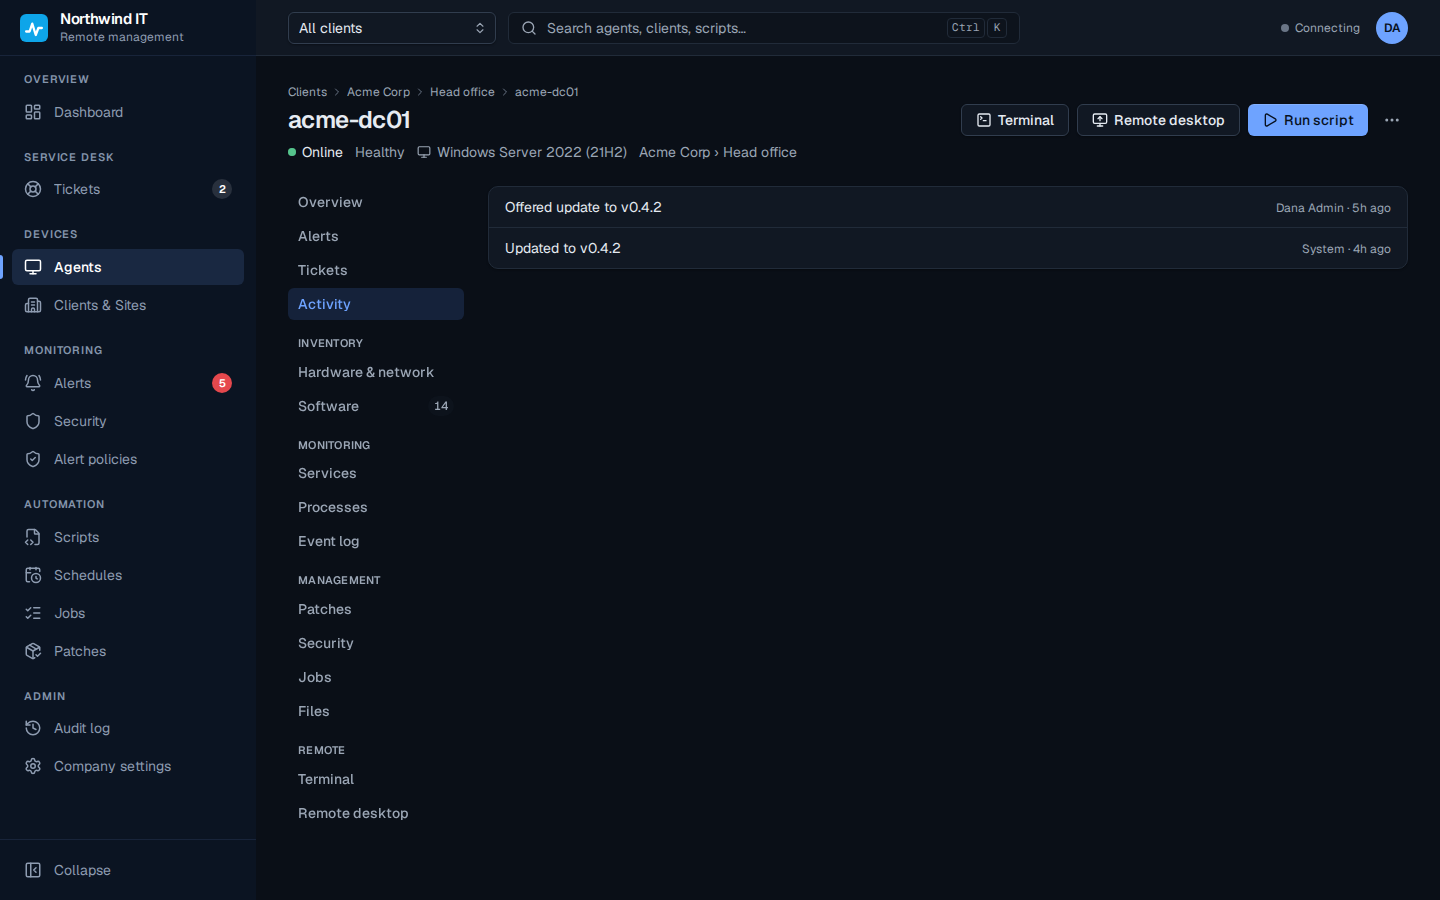 Northwind IT
Remote management
All clients
Search agents, clients, scripts...
Ctrl K
Connecting
DA
OVERVIEW
Dashboard
SERVICE DESK
Tickets 2
DEVICES
Agents
Clients & Sites
MONITORING
Alerts 5
Security
Alert policies
AUTOMATION
Scripts
Schedules
Jobs
Patches
ADMIN
Audit log
Company settings
Collapse
Clients > Acme Corp > Head office > acme-dc01
acme-dc01
Terminal
Remote desktop
Run script
Online Healthy Windows Server 2022 (21H2) Acme Corp › Head office
Overview
Alerts
Tickets
Activity
INVENTORY
Hardware & network
Software 14
MONITORING
Services
Processes
Event log
MANAGEMENT
Patches
Security
Jobs
Files
REMOTE
Terminal
Remote desktop
Offered update to v0.4.2 Dana Admin · 5h ago
Updated to v0.4.2 System · 4h ago